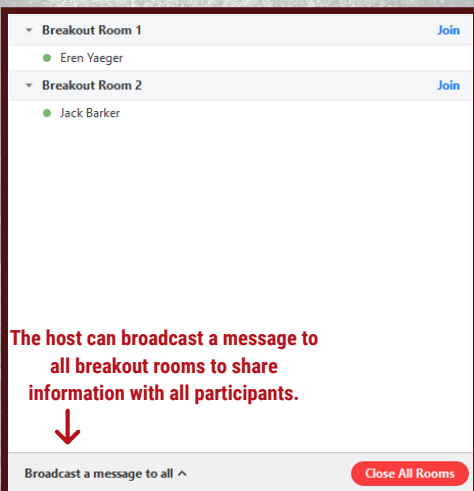 Breakout Room 1 Join
Eren Yaeger
Breakout Room 2 Join
Jack Barker
The host can broadcast a message to
all breakout rooms to share
information with all participants.
Broadcast a message to all ^ Close All Rooms